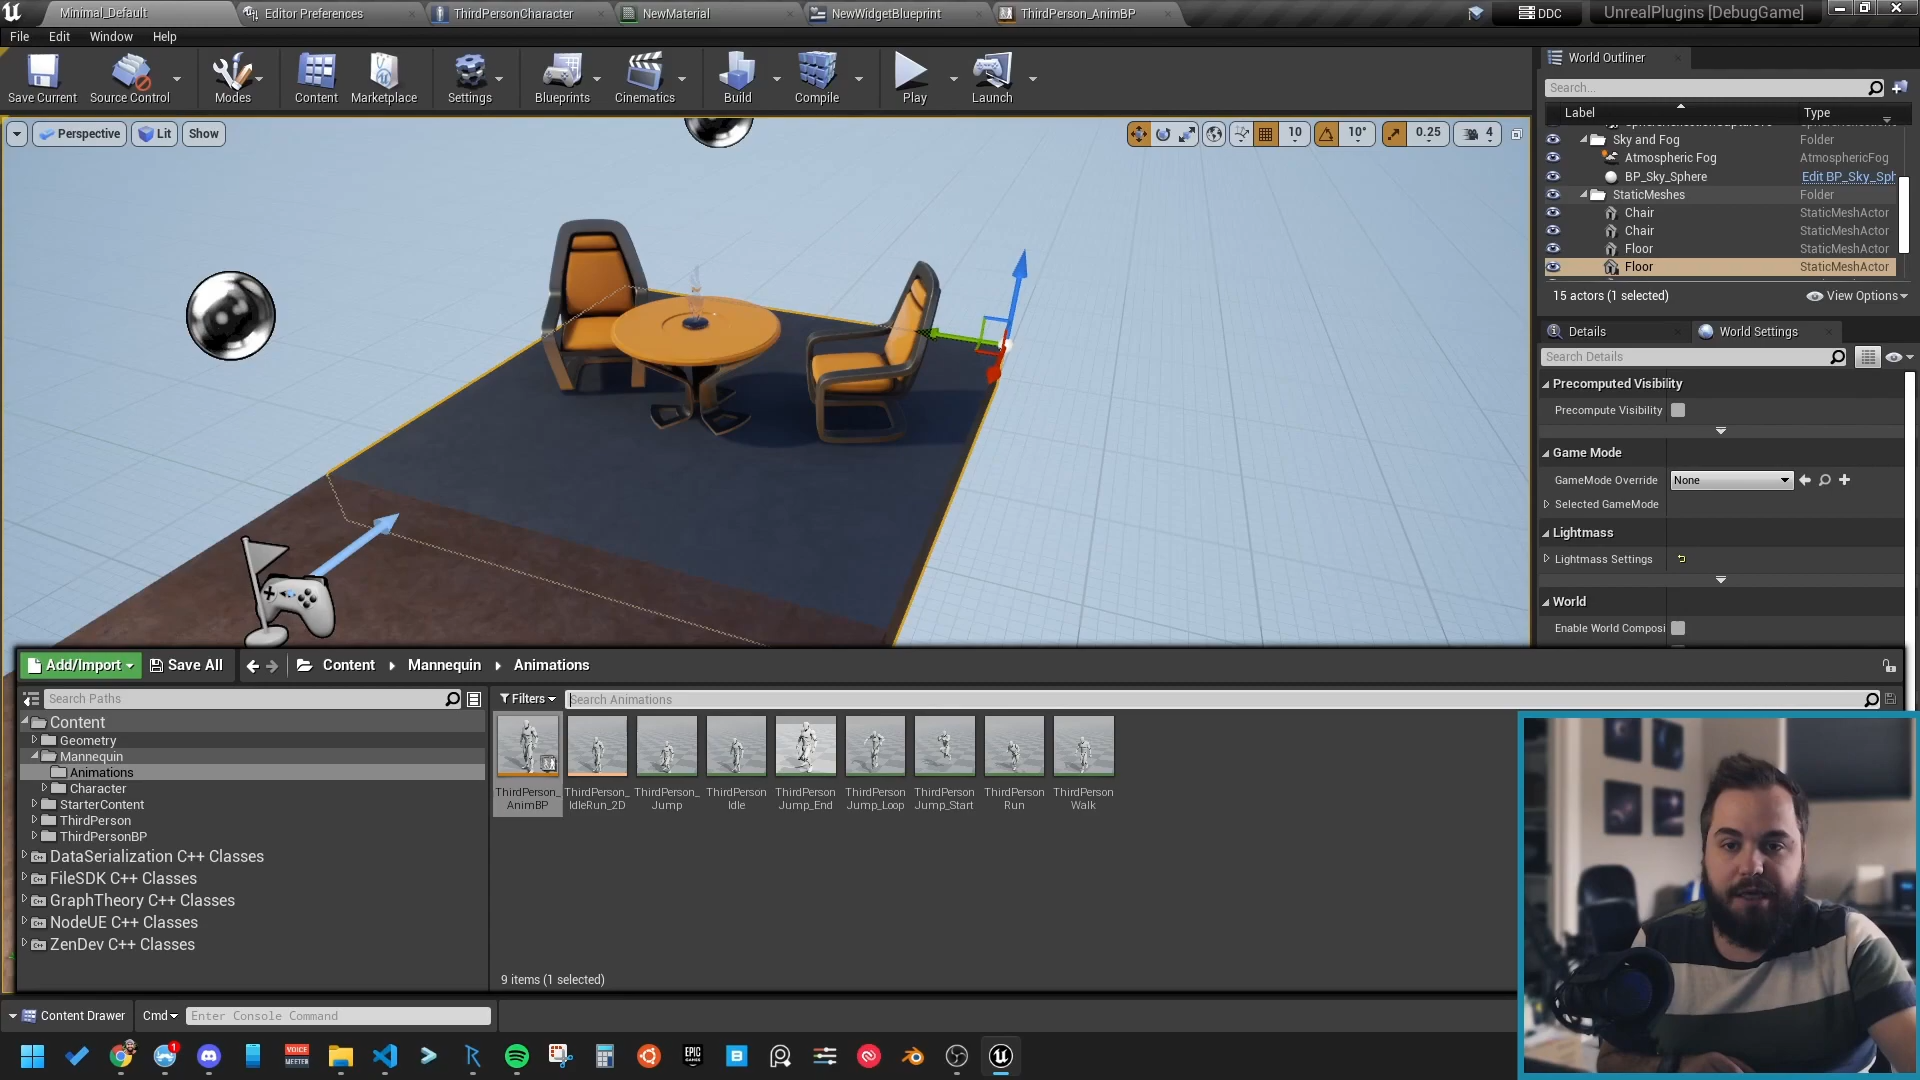 Minimal_Default
Editor Preferences
ThirdPersonCharacter
NewMaterial
NewWidgetBlueprint
ThirdPerson_AnimBP
DDC
UnrealPlugins [DebugGame]
File
Edit
Window
Help
Save Current
Source Control
Modes
Content
Marketplace
Settings
Blueprints
Cinematics
Build
Compile
Play
Launch
Perspective
Lit
Show
10
10°
0.25
4
World Outliner
Search...
Label
Type
Sky and Fog
Folder
Atmospheric Fog
AtmosphericFog
BP_Sky_Sphere
Edit BP_Sky_Sph
StaticMeshes
Folder
Chair
StaticMeshActor
Chair
StaticMeshActor
Floor
StaticMeshActor
Floor
StaticMeshActor
15 actors (1 selected)
View Options
Details
World Settings
Search Details
Precomputed Visibility
Precompute Visibility
Game Mode
GameMode Override
None
Selected GameMode
Lightmass
Lightmass Settings
World
Enable World Composi
Add/Import
Save All
Content
Mannequin
Animations
Search Paths
Filters
Search Animations
Content
Geometry
Mannequin
Animations
Character
StarterContent
ThirdPerson
ThirdPersonBP
DataSerialization C++ Classes
FileSDK C++ Classes
GraphTheory C++ Classes
NodeUE C++ Classes
ZenDev C++ Classes
ThirdPerson_
AnimBP
ThirdPerson_
IdleRun_2D
ThirdPerson_
Jump
ThirdPerson
Idle
ThirdPerson
Jump_End
ThirdPerson
Jump_Loop
ThirdPerson
Jump_Start
ThirdPerson
Run
ThirdPerson
Walk
9 items (1 selected)
Content Drawer
Cmd
Enter Console Command
1
VOICE
MEETER
EPIC
GAMES